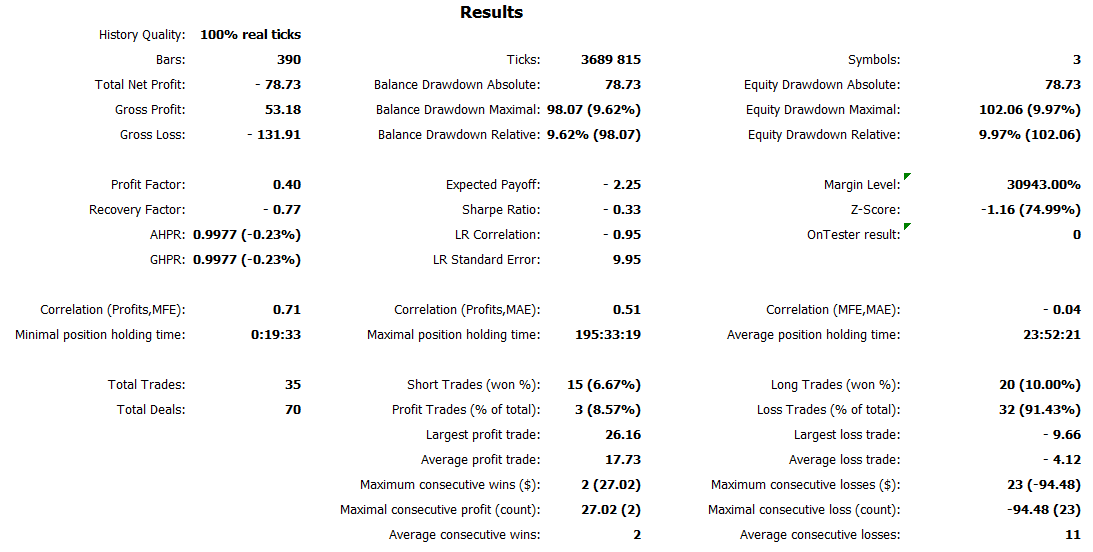 Results
History Quality: 100% real ticks
Bars: 390 Ticks: 3689 815 Symbols: 3
Total Net Profit: - 78.73 Balance Drawdown Absolute: 78.73 Equity Drawdown Absolute: 78.73
Gross Profit: 53.18 Balance Drawdown Maximal: 98.07 (9.62%) Equity Drawdown Maximal: 102.06 (9.97%)
Gross Loss: - 131.91 Balance Drawdown Relative: 9.62% (98.07) Equity Drawdown Relative: 9.97% (102.06)
Profit Factor: 0.40 Expected Payoff: - 2.25 Margin Level: 30943.00%
Recovery Factor: - 0.77 Sharpe Ratio: - 0.33 Z-Score: -1.16 (74.99%)
AHPR: 0.9977 (-0.23%) LR Correlation: - 0.95 OnTester result: 0
GHPR: 0.9977 (-0.23%) LR Standard Error: 9.95
Correlation (Profits,MFE): 0.71 Correlation (Profits,MAE): 0.51 Correlation (MFE,MAE): - 0.04
Minimal position holding time: 0:19:33 Maximal position holding time: 195:33:19 Average position holding time: 23:52:21
Total Trades: 35 Short Trades (won %): 15 (6.67%) Long Trades (won %): 20 (10.00%)
Total Deals: 70 Profit Trades (% of total): 3 (8.57%) Loss Trades (% of total): 32 (91.43%)
Largest profit trade: 26.16 Largest loss trade: - 9.66
Average profit trade: 17.73 Average loss trade: - 4.12
Maximum consecutive wins ($): 2 (27.02) Maximum consecutive losses ($): 23 (-94.48)
Maximal consecutive profit (count): 27.02 (2) Maximal consecutive loss (count): -94.48 (23)
Average consecutive wins: 2 Average consecutive losses: 11